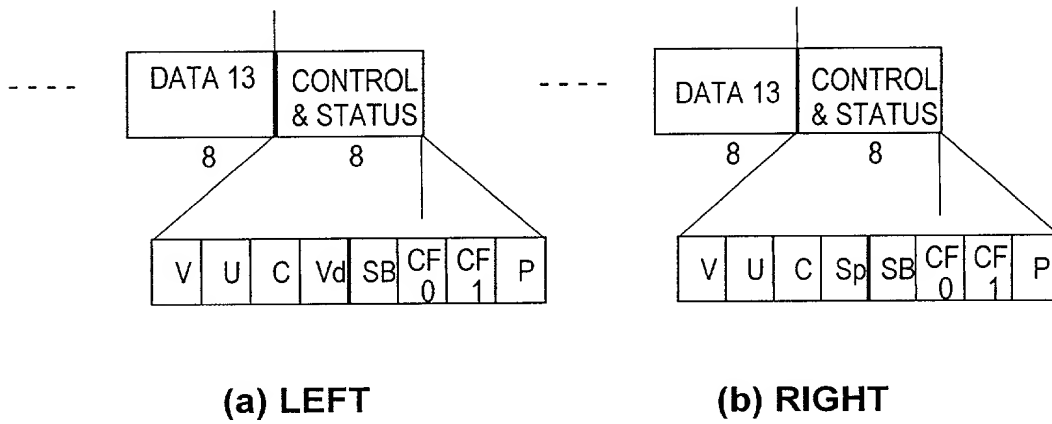 DATA 13 CONTROL & STATUS
8 8
V U C Vd SB CF 0 CF 1 P
(a) LEFT
DATA 13 CONTROL & STATUS
8 8
V U C Sp SB CF 0 CF 1 P
(b) RIGHT